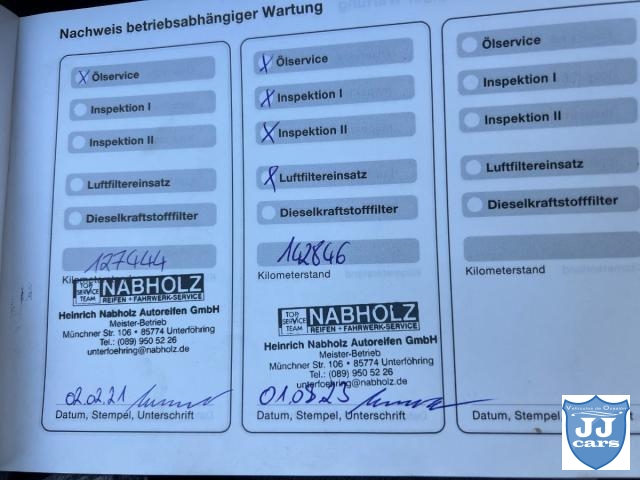 Nachweis betriebsabhängiger Wartung
X Ölservice
Inspektion I
Inspektion II
Luftfiltereinsatz
Dieselkraftstofffilter
127444
Kilometerstand
TOP SERVICE TEAM NABHOLZ
REIFEN + FAHRWERK-SERVICE
Heinrich Nabholz Autoreifen GmbH
Meister-Betrieb
Münchner Str. 106 • 85774 Unterföhring
Tel.: (089) 950 52 26
unterfoehring@nabholz.de
02.02.21
Datum, Stempel, Unterschrift
X Ölservice
X Inspektion I
X Inspektion II
X Luftfiltereinsatz
Dieselkraftstofffilter
142846
Kilometerstand
TOP SERVICE TEAM NABHOLZ
REIFEN + FAHRWERK-SERVICE
Heinrich Nabholz Autoreifen GmbH
Meister-Betrieb
Münchner Str. 106 • 85774 Unterföhring
Tel.: (089) 950 52 26
unterfoehring@nabholz.de
01.03.23
Datum, Stempel, Unterschrift
Ölservice
Inspektion I
Inspektion II
Luftfiltereinsatz
Dieselkraftstofffilter
Kilometerstand
Datum, Stempel
JJ
cars